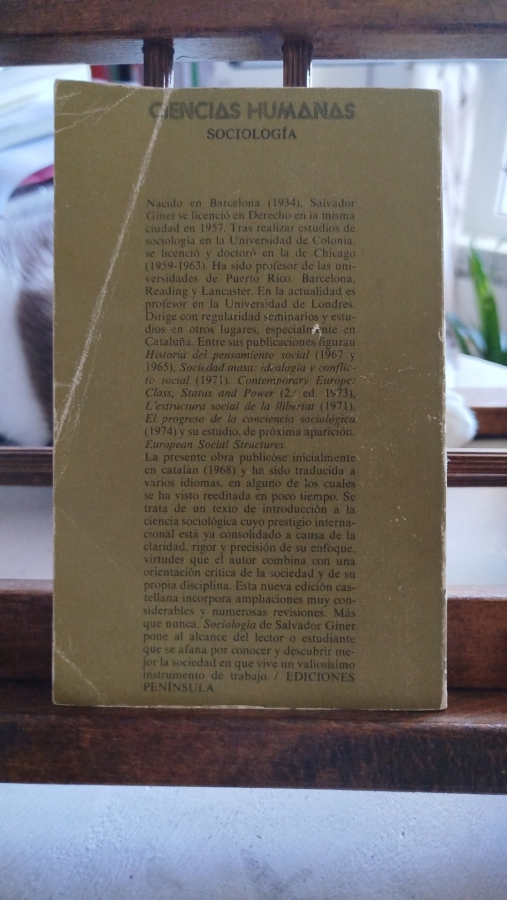 CIENCIAS HUMANAS
SOCIOLOGÍA
Nacido en Barcelona (1934), Salvador
Giner se licenció en Derecho en la misma
ciudad en 1957. Tras realizar estudios de
sociología en la Universidad de Colonia,
se licenció y doctoró en la de Chicago
(1959-1963). Ha sido profesor de las uni-
versidades de Puerto Rico, Barcelona,
Reading y Lancaster. En la actualidad es
profesor en la Universidad de Londres.
Dirige con regularidad seminarios y estu-
dios en otros lugares, especialmente en
Cataluña. Entre sus publicaciones figurau
Historia del pensamiento social (1967 y
1965), Sociedad masa: ideología y conflic-
to social (1971), Contemporary Europe:
Class, Status and Power (2.ª ed. 1973),
L'estructura social de la llibertat (1971),
El progreso de la conciencia sociológica
(1974) y su estudio, de próxima aparición,
European Social Structures.
La presente obra publicóse inicialmente
en catalán (1968) y ha sido traducida a
varios idiomas, en alguno de los cuales
se ha visto reeditada en poco tiempo. Se
trata de un texto de introducción a la
ciencia sociológica cuyo prestigio interna-
cional está ya consolidado a causa de la
claridad, rigor y precisión de su enfoque,
virtudes que el autor combina con una
orientación crítica de la sociedad y de su
propia disciplina. Esta nueva edición cas-
tellana incorpora ampliaciones muy con-
siderables y numerosas revisiones. Más
que nunca, Sociología de Salvador Giner
pone al alcance del lector o estudiante
que se afana por conocer y descubrir me-
jor la sociedad en que vive un valiosísimo
instrumento de trabajo. / EDICIONES
PENÍNSULA